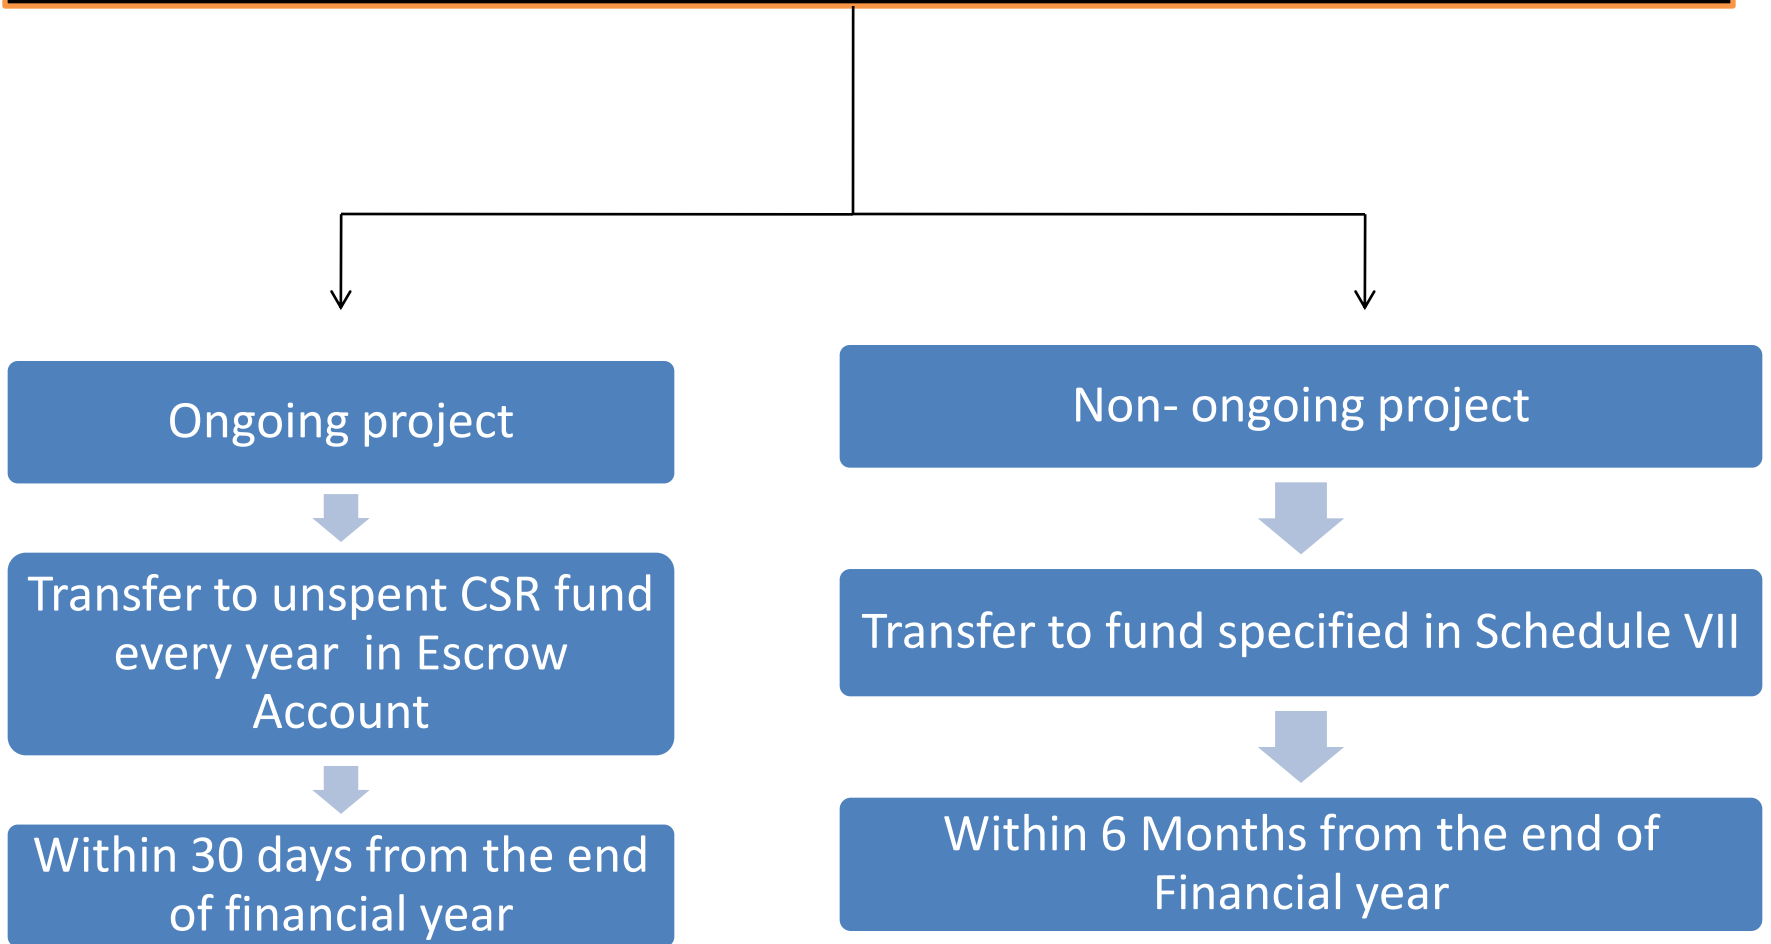 Ongoing project
Transfer to unspent CSR fund
every year  in Escrow
Account
Within 30 days from the end
of financial year
Non- ongoing project
Transfer to fund specified in Schedule VII
Within 6 Months from the end of
Financial year